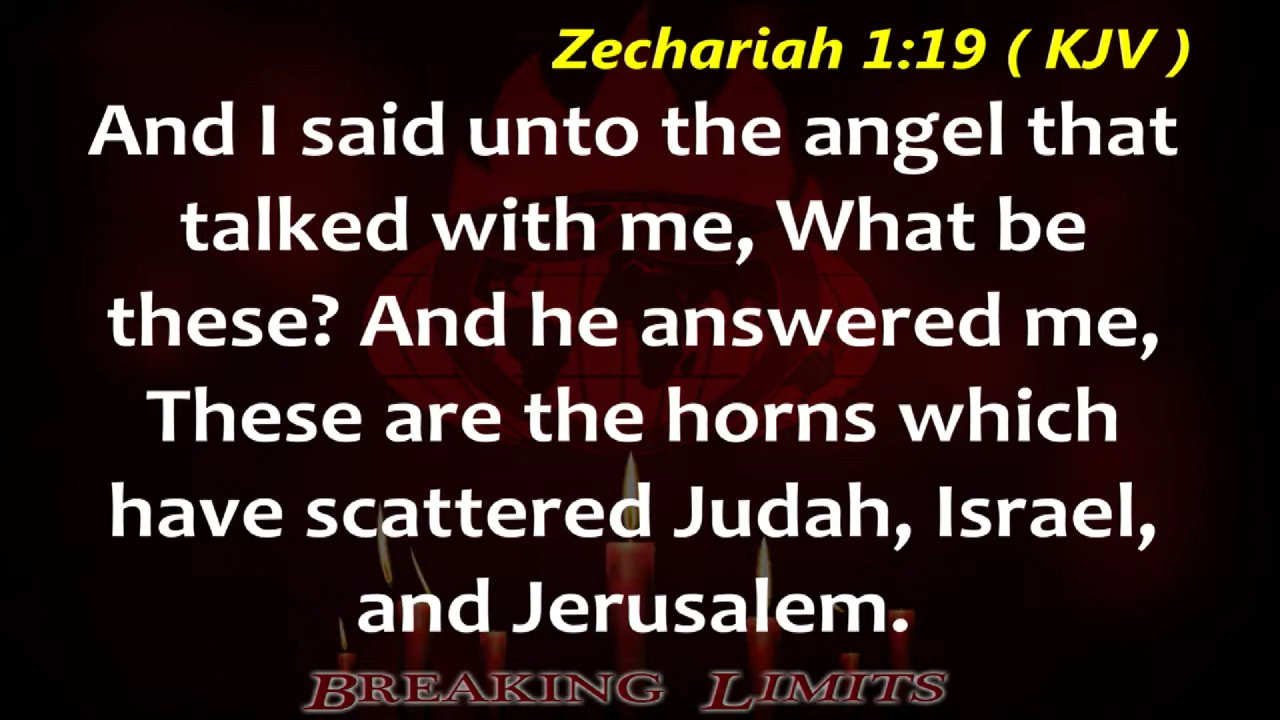 Zechariah 1:19 ( KJV )
And I said unto the angel that
talked with me, What be
these? And he answered me,
These are the horns which
have scattered Judah, Israel,
and Jerusalem.
BREAKING LIMITS